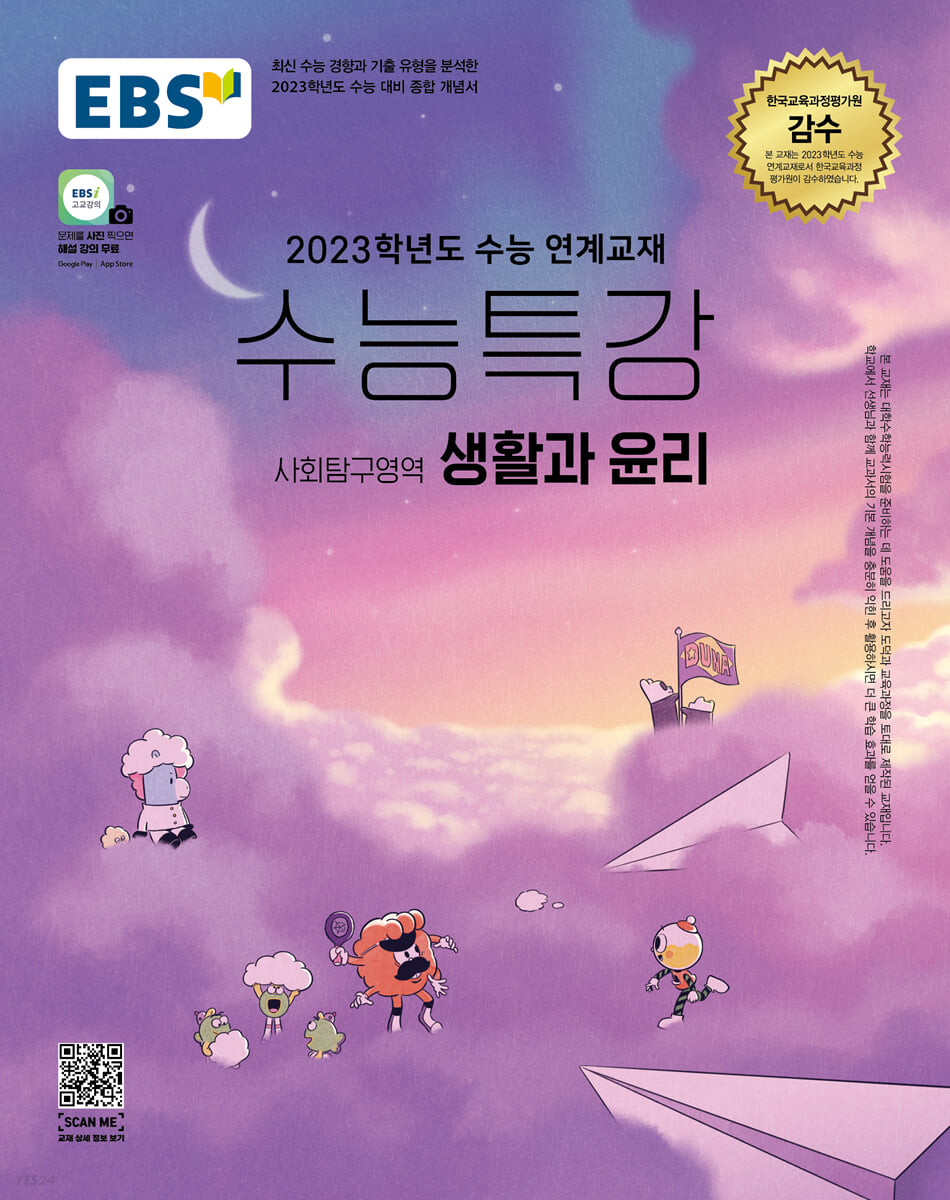 EBS
최신 수능 경향과 기출 유형을 분석한
2023학년도 수능 대비 종합 개념서
한국교육과정평가원
감수
본 교재는 2023학년도 수능
연계교재로서 한국교육과정
평가원이 감수하였습니다.
EBSi
고교강의
문제를 사진 찍으면
해설 강의 무료
Google Play | App Store
2023학년도 수능 연계교재
수능특강
사회탐구영역 생활과 윤리
본 교재는 대학수학능력시험을 준비하는 데 도움을 드리고자 도덕과 교육과정을 토대로 제작된 교재입니다.
학교에서 선생님과 함께 교과서의 기본 개념을 충분히 익힌 후 활용하시면 더 큰 학습 효과를 얻을 수 있습니다.
DUNA
SCAN ME
교재 상세 정보 보기
YES24